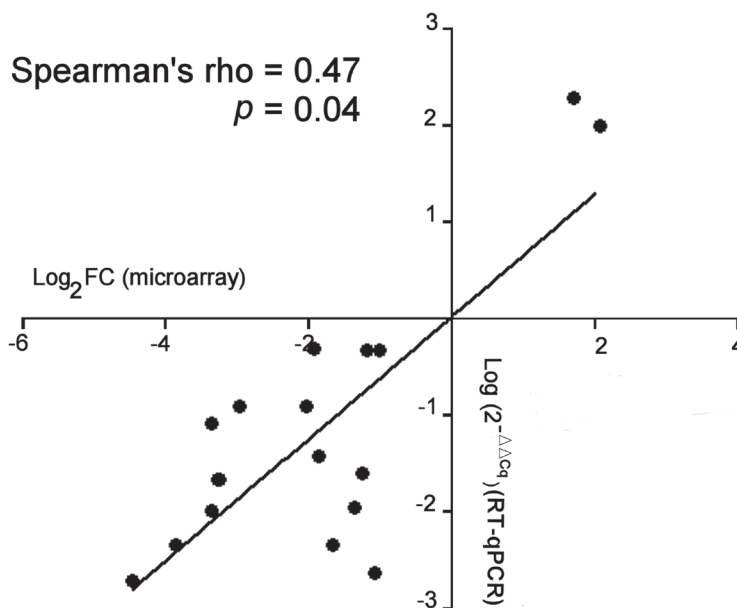 3
Spearman's rho = 0.47
p = 0.04
2
1
Log2FC (microarray)
-6
-4
-2
2
4
-1
-2
-3
Log (2-△△Cq)(RT-qPCR)